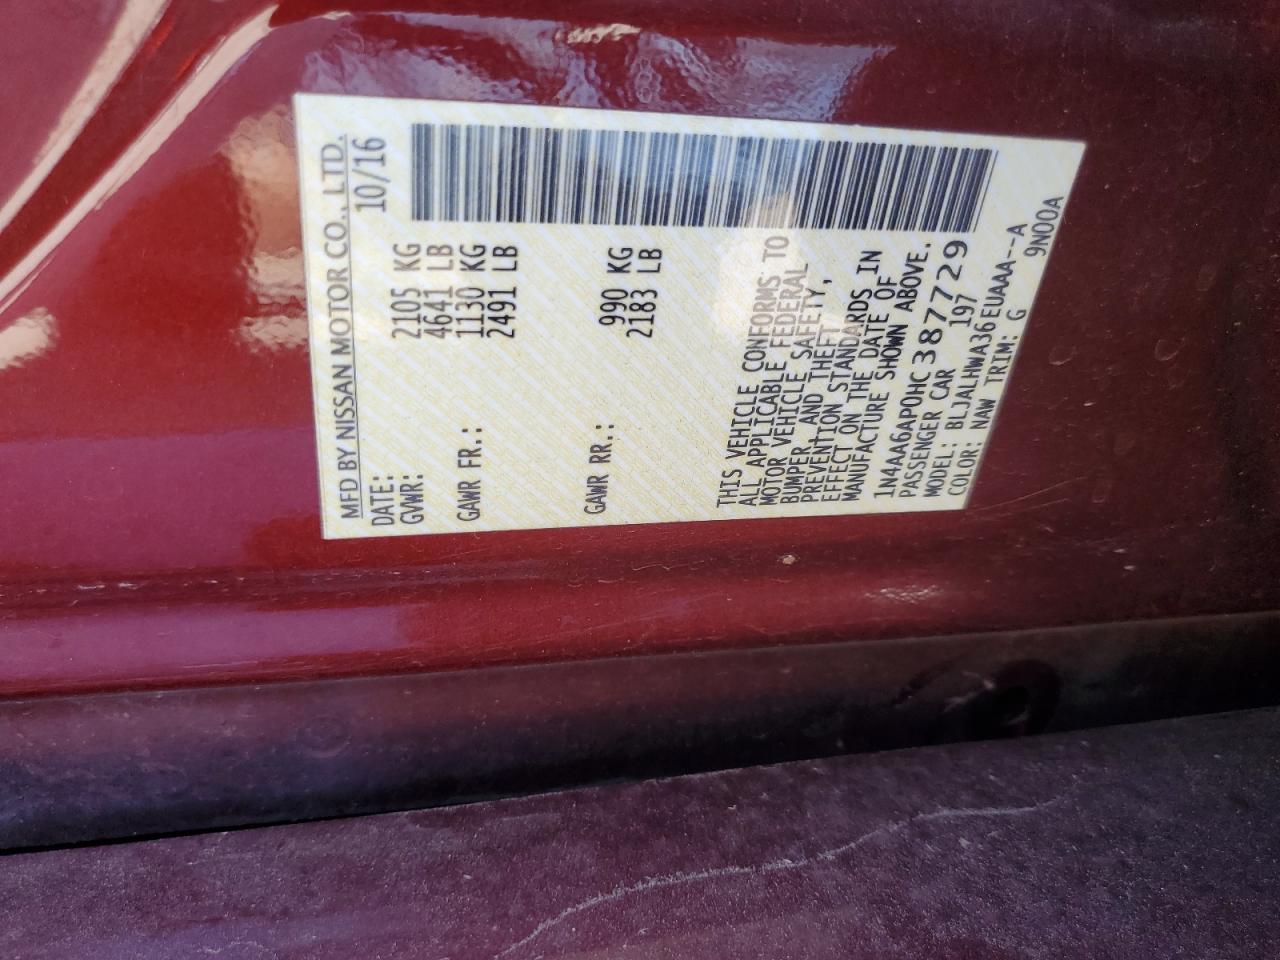 MFD BY NISSAN MOTOR CO., LTD.
DATE: 10/16
GVWR: 2105 KG
4641 LB
GAWR FR.: 1130 KG
2491 LB
GAWR RR.: 990 KG
2183 LB
THIS VEHICLE CONFORMS TO
ALL APPLICABLE FEDERAL
MOTOR VEHICLE SAFETY,
BUMPER, AND THEFT
PREVENTION STANDARDS IN
EFFECT ON THE DATE OF
MANUFACTURE SHOWN ABOVE.
1N4AA6AP0HC387729
PASSENGER CAR 197
MODEL: BLJALHWA36EUAAA--A
COLOR: NAW TRIM: G 9N00A